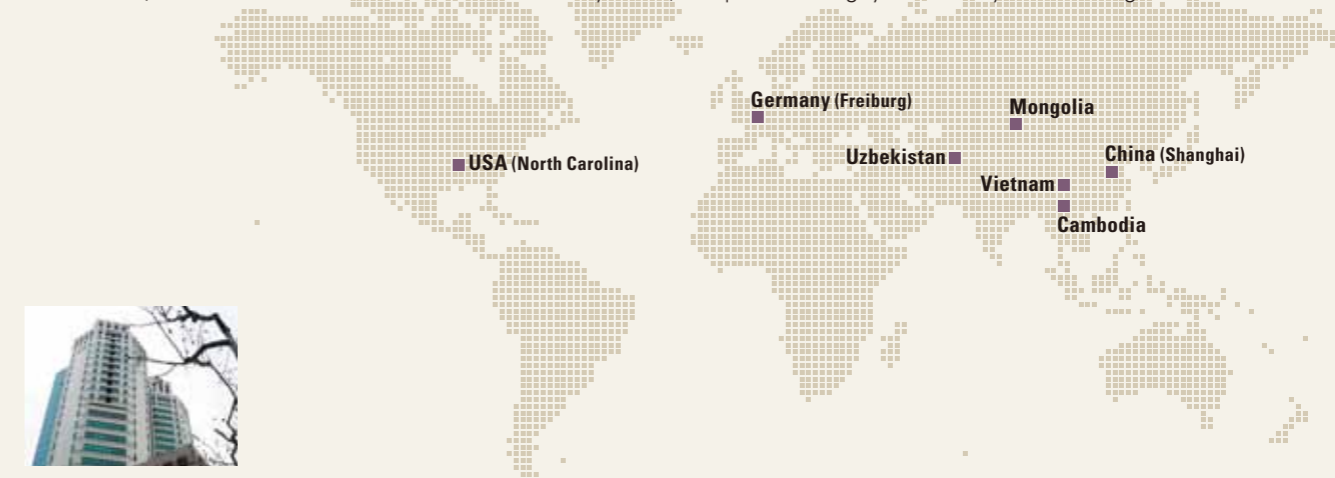 Germany (Freiburg)
Mongolia
USA (North Carolina)
Uzbekistan
China (Shanghai)
Vietnam
Cambodia